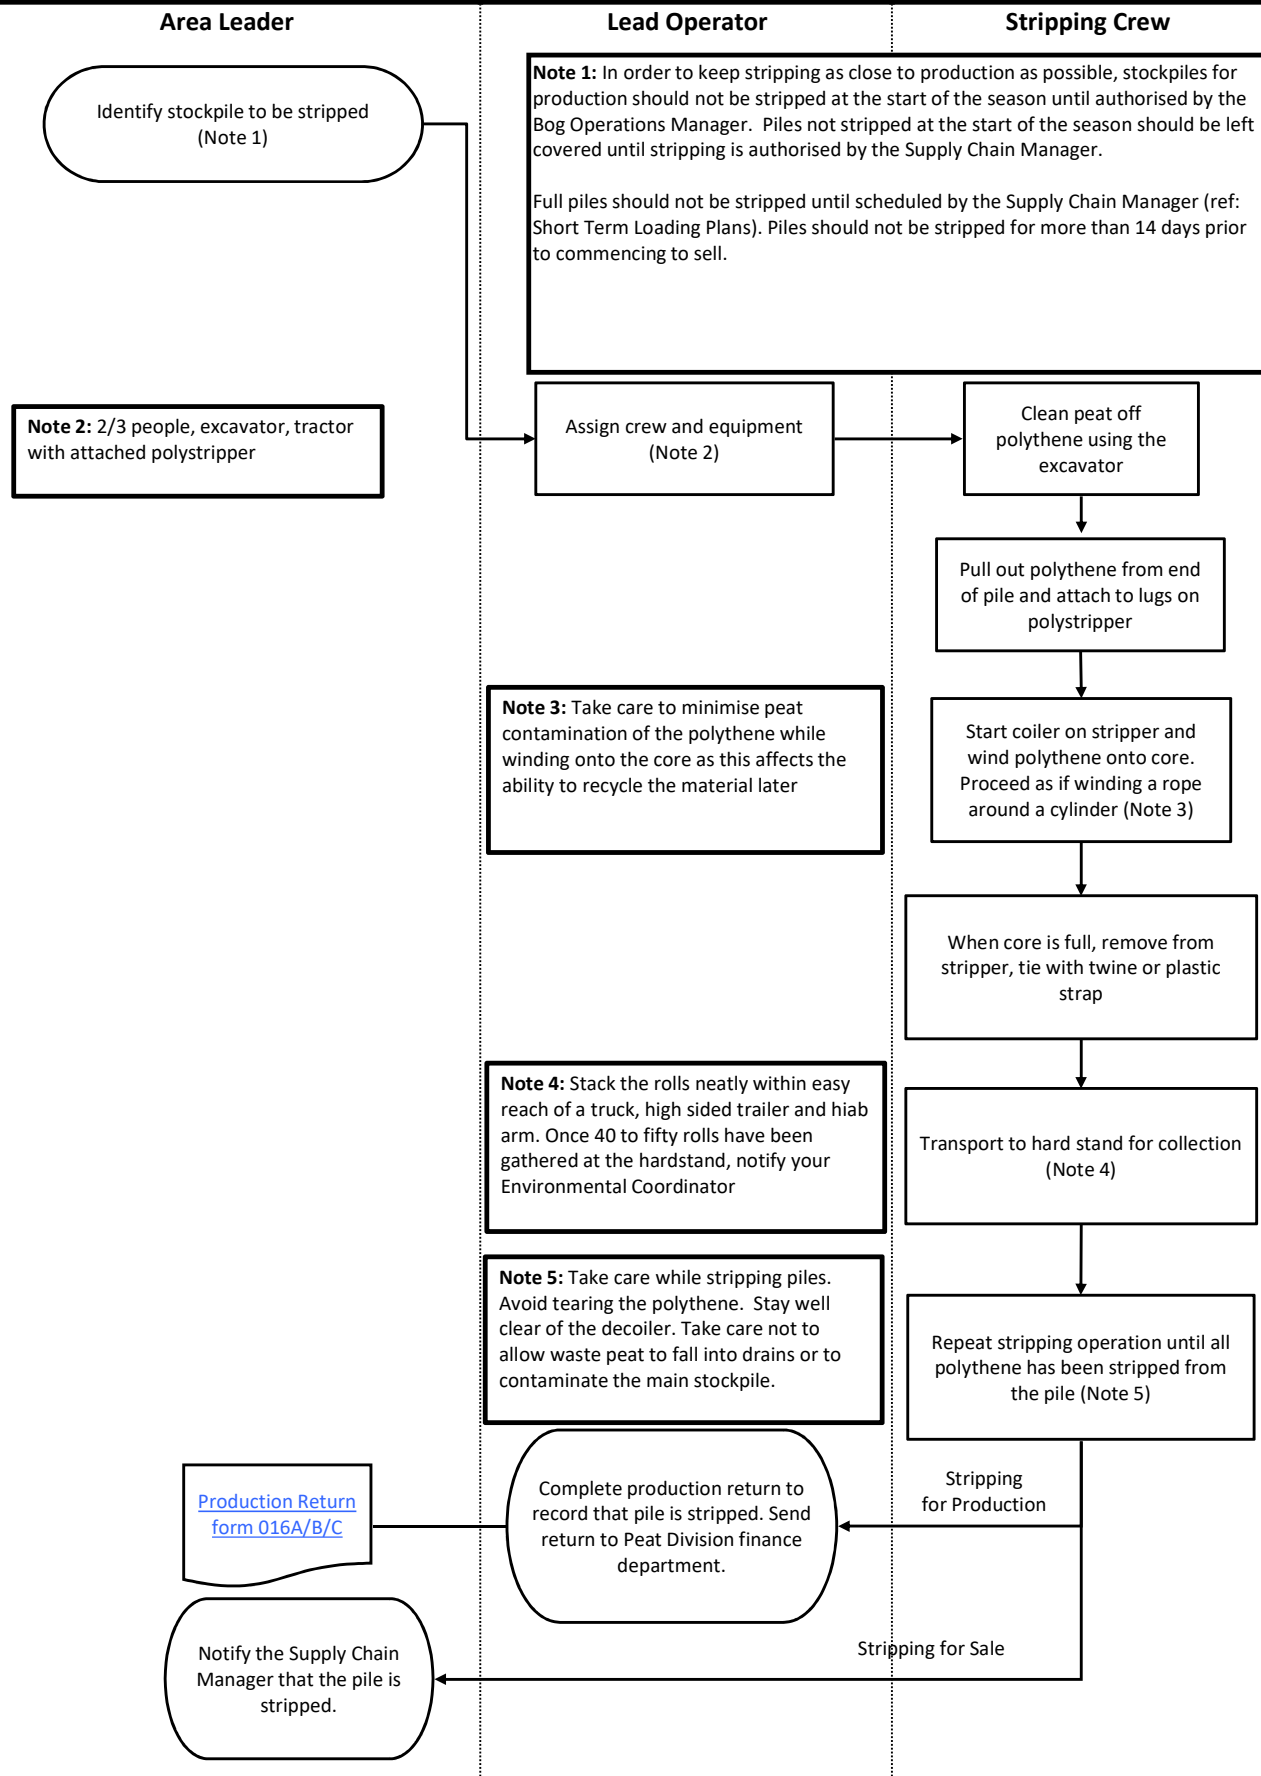 Area Leader
Lead Operator
Stripping Crew
Identify stockpile to be stripped
(Note 1)
Note 1: In order to keep stripping as close to production as possible, stockpiles for
production should not be stripped at the start of the season until authorised by the
Bog Operations Manager.  Piles not stripped at the start of the season should be left
covered until stripping is authorised by the Supply Chain Manager.
Full piles should not be stripped until scheduled by the Supply Chain Manager (ref:
Short Term Loading Plans). Piles should not be stripped for more than 14 days prior
to commencing to sell.
Note 2: 2/3 people, excavator, tractor
with attached polystripper
Assign crew and equipment
(Note 2)
Clean peat off
polythene using the
excavator
Pull out polythene from end
of pile and attach to lugs on
polystripper
Note 3: Take care to minimise peat
contamination of the polythene while
winding onto the core as this affects the
ability to recycle the material later
Start coiler on stripper and
wind polythene onto core.
Proceed as if winding a rope
around a cylinder (Note 3)
When core is full, remove from
stripper, tie with twine or plastic
strap
Note 4: Stack the rolls neatly within easy
reach of a truck, high sided trailer and hiab
arm. Once 40 to fifty rolls have been
gathered at the hardstand, notify your
Environmental Coordinator
Transport to hard stand for collection
(Note 4)
Note 5: Take care while stripping piles.
Avoid tearing the polythene.  Stay well
clear of the decoiler. Take care not to
allow waste peat to fall into drains or to
contaminate the main stockpile.
Repeat stripping operation until all
polythene has been stripped from
the pile (Note 5)
Stripping
for Production
Complete production return to
record that pile is stripped. Send
return to Peat Division finance
department.
Production Return
form 016A/B/C
Stripping for Sale
Notify the Supply Chain
Manager that the pile is
stripped.